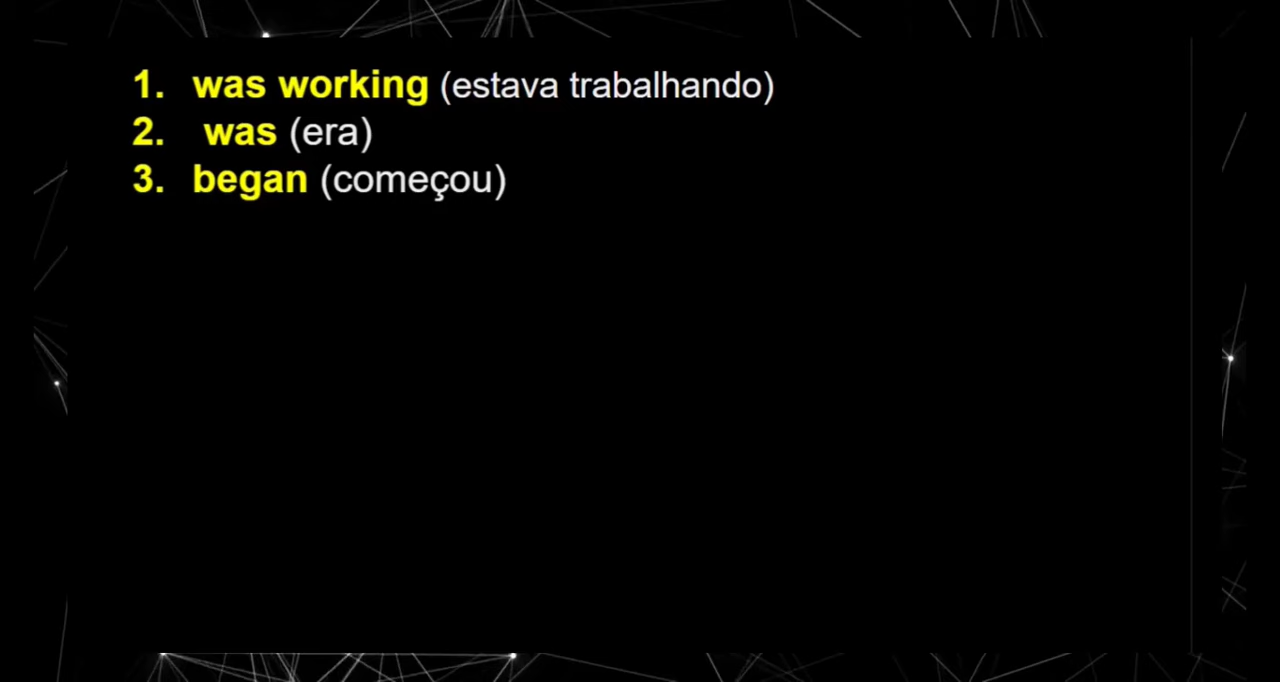 1. was working (estava trabalhando)
2. was (era)
3. began (começou)